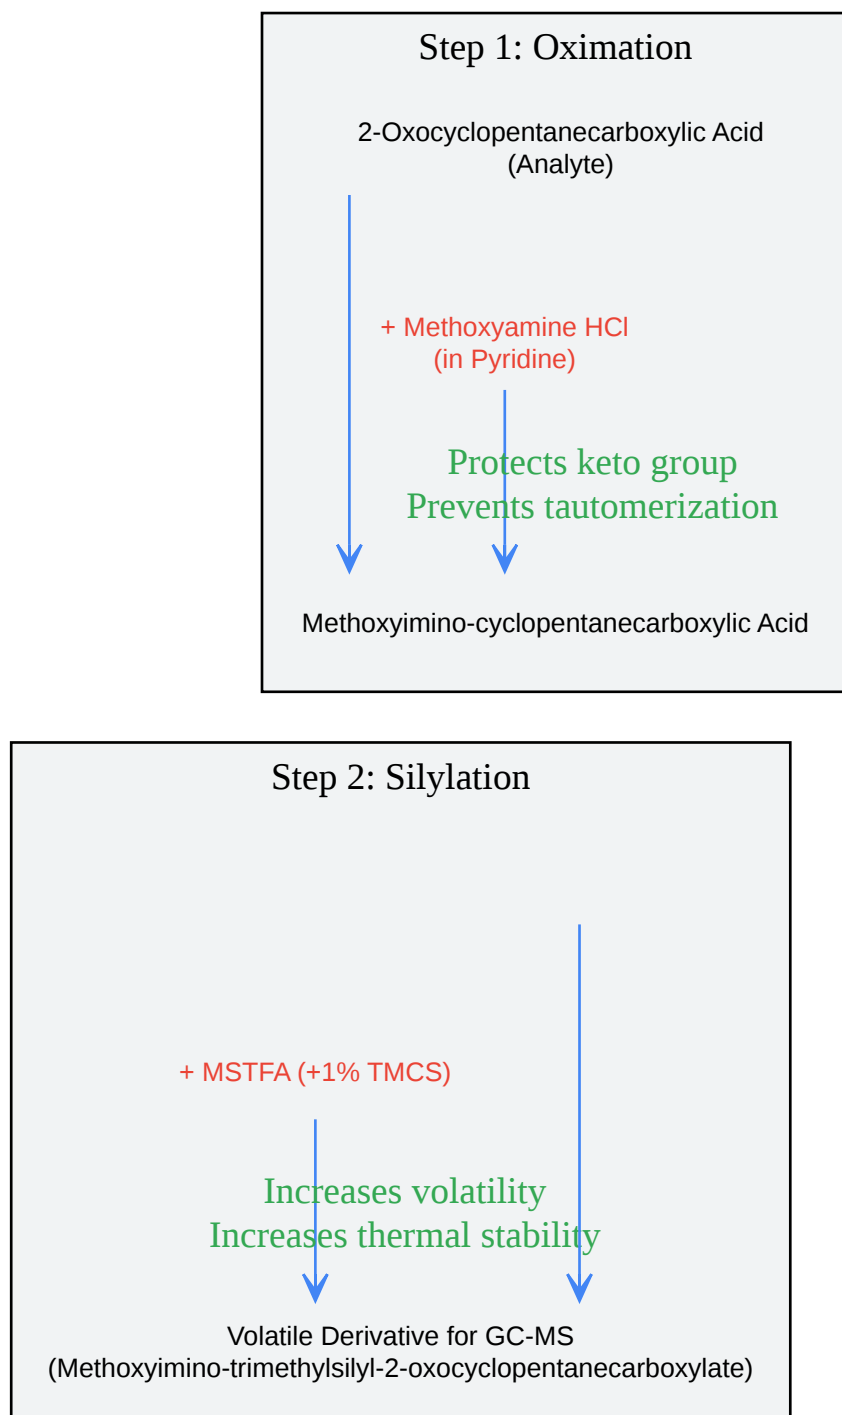 Step 1: Oximation
2-Oxocyclopentanecarboxylic Acid
(Analyte)
+ Methoxyamine HCl
(in Pyridine)
Protects keto group
Prevents tautomerization
Methoxyimino-cyclopentanecarboxylic Acid
Step 2: Silylation
+ MSTFA (+1% TMCS)
Increases volatility
Increases thermal stability
Volatile Derivative for GC-MS
(Methoxyimino-trimethylsilyl-2-oxocyclopentanecarboxylate)